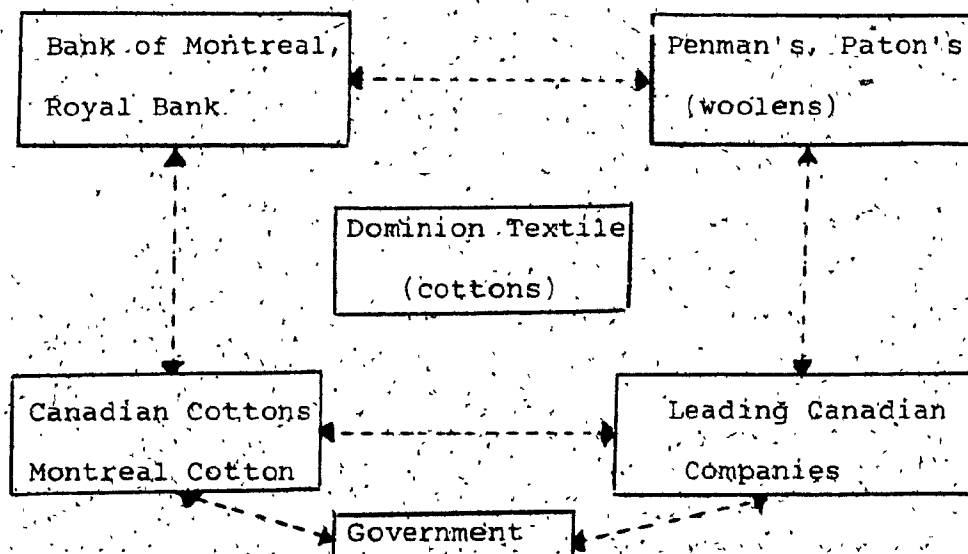 Bank of Montreal,
Royal Bank
Penman's, Paton's
(woolens)
Dominion Textile
(cottons)
Canadian Cottons
Montreal Cotton
Leading Canadian
Companies
Government